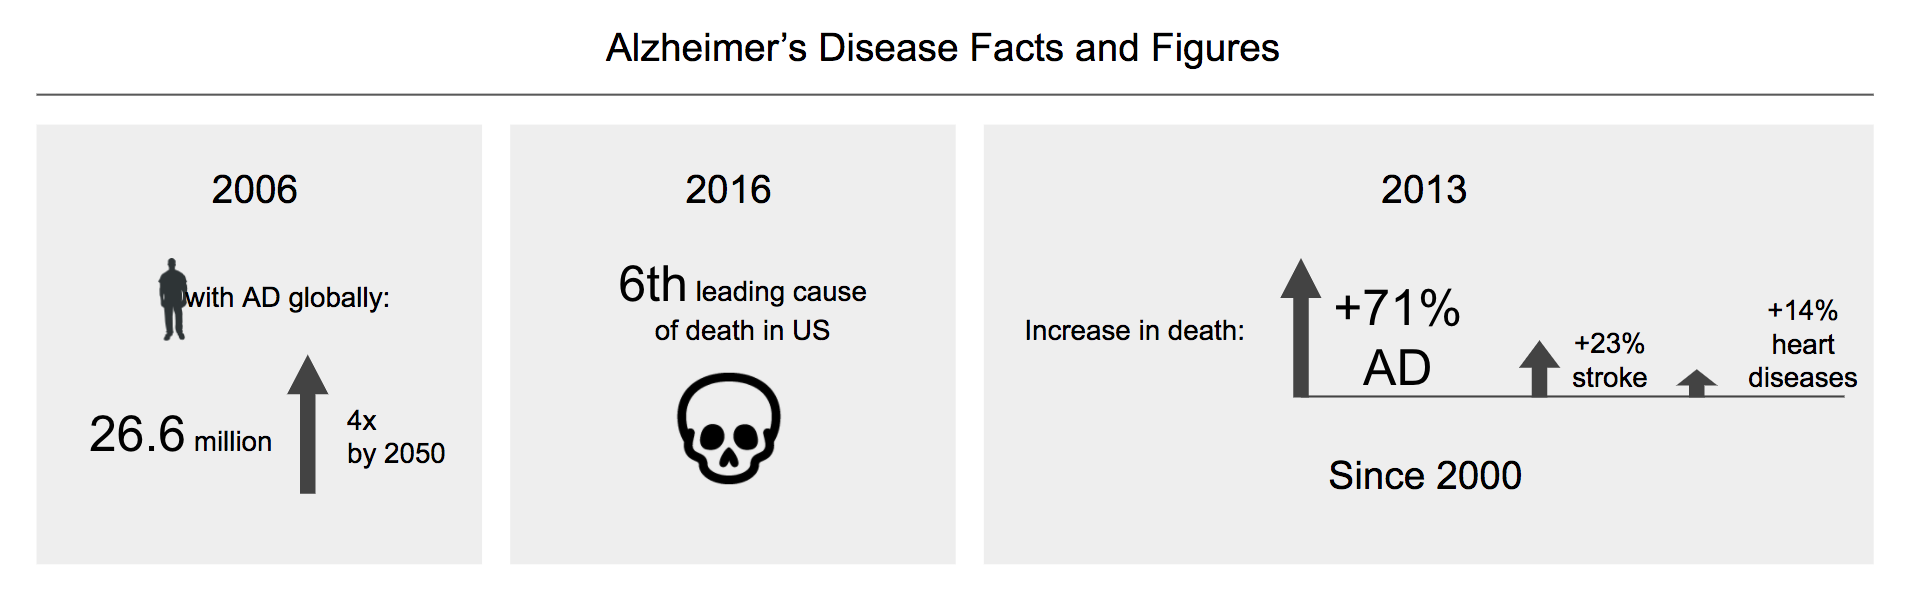 Alzheimer’s Disease Facts and Figures
2006
with AD globally:
26.6 million
4x
by 2050
2016
6th leading cause
of death in US
2013
Increase in death:
+71%
AD
+23%
stroke
+14%
heart
diseases
Since 2000